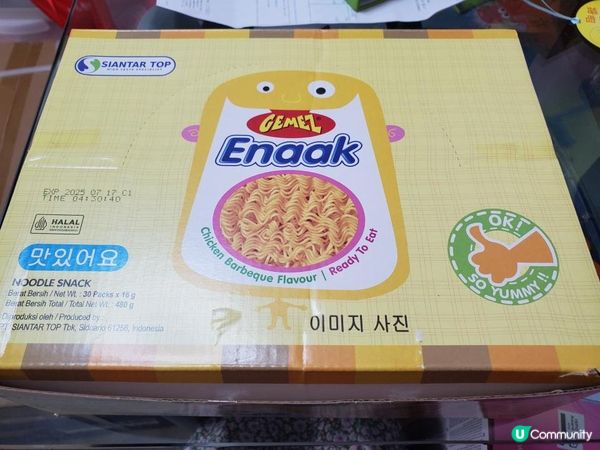 SIANTAR TOP
HIGH TASTE SPECIALIST
GEMEZ
Enaak
EXP 2025 07 17 C1
TIME 04:30:40
HALAL
INDONESIA
맛있어요
Chicken Barbeque Flavour | Ready To Eat
OK!
SO YUMMY!!
NOODLE SNACK
Berat Bersih / Net Wt. : 30 Packs x 16 g
Berat Bersih Total / Total Net Wt. : 480 g
Diproduksi oleh / Produced by :
PT. SIANTAR TOP Tbk, Sidoarjo 61258, Indonesia
이미지 사진
U Community